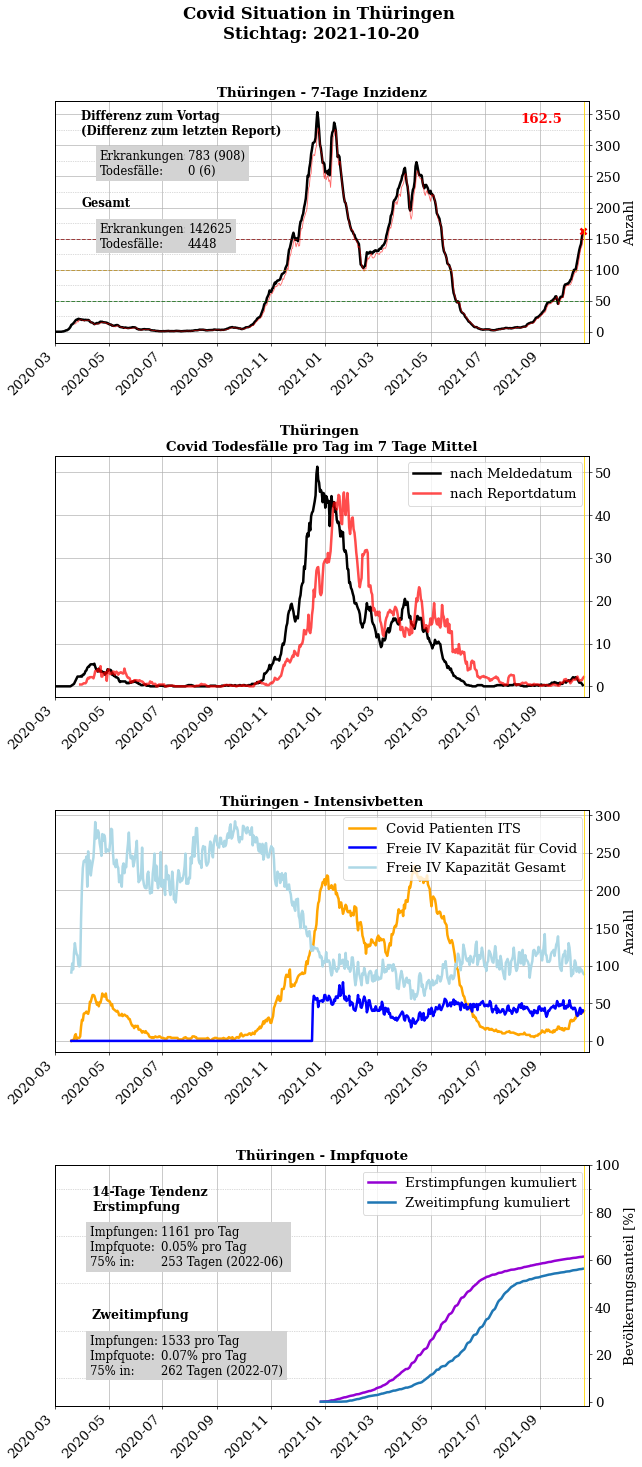 Covid Situation in Thüringen
Stichtag: 2021-10-20
Thüringen - 7-Tage Inzidenz
Differenz zum Vortag
(Differenz zum letzten Report)
Erkrankungen 783 (908)
Todesfälle: 0 (6)
Gesamt
Erkrankungen 142625
Todesfälle: 4448
162.5
350
300
250
200
150
100
50
0
Anzahl
2020-03
2020-05
2020-07
2020-09
2020-11
2021-01
2021-03
2021-05
2021-07
2021-09
Thüringen
Covid Todesfälle pro Tag im 7 Tage Mittel
nach Meldedatum
nach Reportdatum
50
40
30
20
10
0
2020-03
2020-05
2020-07
2020-09
2020-11
2021-01
2021-03
2021-05
2021-07
2021-09
Thüringen - Intensivbetten
Covid Patienten ITS
Freie IV Kapazität für Covid
Freie IV Kapazität Gesamt
300
250
200
150
100
50
0
Anzahl
2020-03
2020-05
2020-07
2020-09
2020-11
2021-01
2021-03
2021-05
2021-07
2021-09
Thüringen - Impfquote
14-Tage Tendenz
Erstimpfung
Impfungen: 1161 pro Tag
Impfquote: 0.05% pro Tag
75% in: 253 Tagen (2022-06)
Zweitimpfung
Impfungen: 1533 pro Tag
Impfquote: 0.07% pro Tag
75% in: 262 Tagen (2022-07)
Erstimpfungen kumuliert
Zweitimpfung kumuliert
100
80
60
40
20
0
Bevölkerungsanteil [%]
2020-03
2020-05
2020-07
2020-09
2020-11
2021-01
2021-03
2021-05
2021-07
2021-09